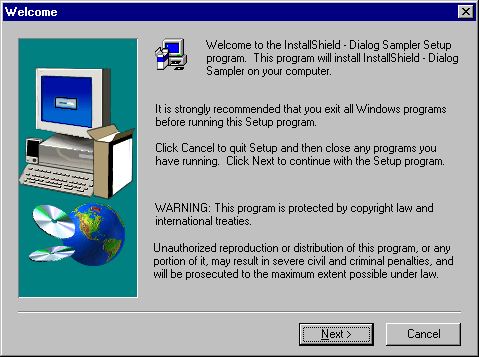 Welcome
Welcome to the InstallShield - Dialog Sampler Setup
program.  This program will install InstallShield - Dialog
Sampler on your computer.
It is strongly recommended that you exit all Windows programs
before running this Setup program.
Click Cancel to quit Setup and then close any programs you
have running.  Click Next to continue with the Setup program.
WARNING: This program is protected by copyright law and
international treaties.
Unauthorized reproduction or distribution of this program, or any
portion of it, may result in severe civil and criminal penalties, and
will be prosecuted to the maximum extent possible under law.
Next >
Cancel